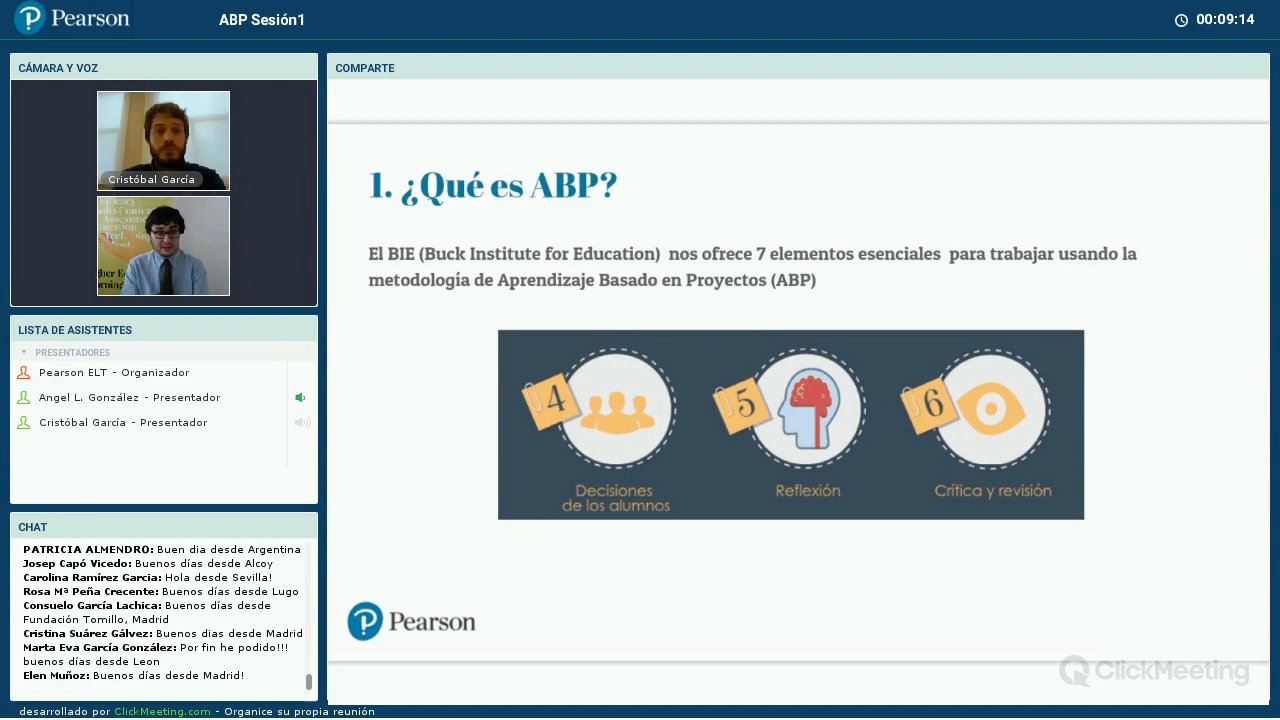 Pearson
ABP Sesión1
00:09:14
CÁMARA Y VOZ
Cristóbal García
LISTA DE ASISTENTES
PRESENTADORES
Pearson ELT - Organizador
Angel L. González - Presentador
Cristóbal García - Presentador
CHAT
PATRICIA ALMENDRO: Buen dia desde Argentina
Josep Capó Vicedo: Buenos días desde Alcoy
Carolina Ramírez Garcia: Hola desde Sevilla!
Rosa Mª Peña Crecente: Buenos días desde Lugo
Consuelo García Lachica: Buenos días desde
Fundación Tomillo, Madrid
Cristina Suárez Gálvez: Buenos dias desde Madrid
Marta Eva García González: Por fin he podido!!!
buenos días desde Leon
Elen Muñoz: Buenos días desde Madrid!
COMPARTE
1. ¿Qué es ABP?
El BIE (Buck Institute for Education) nos ofrece 7 elementos esenciales para trabajar usando la
metodología de Aprendizaje Basado en Proyectos (ABP)
4
5
6
Decisiones
de los alumnos
Reflexión
Crítica y revisión
Pearson
ClickMeeting
desarrollado por ClickMeeting.com - Organice su propia reunión